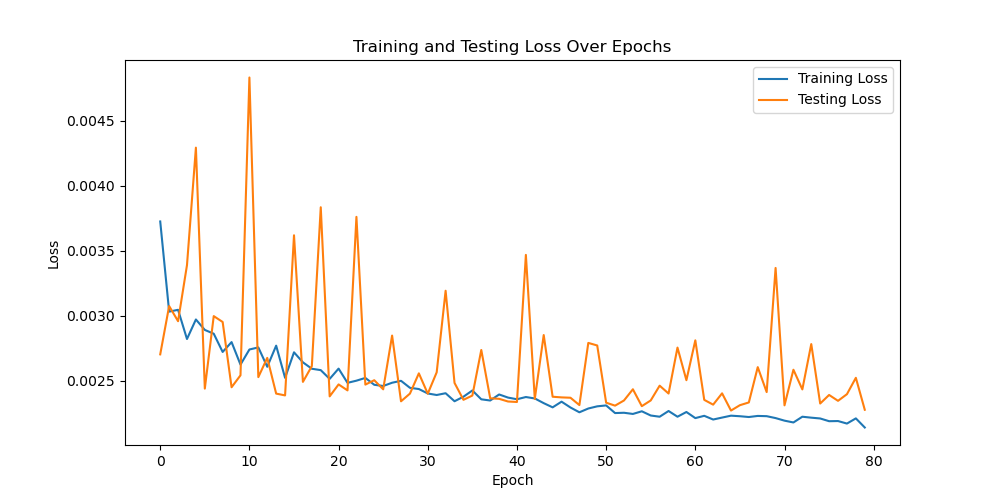 Training and Testing Loss Over Epochs
Training Loss
Testing Loss
0.0045
0.0040
0.0035
0.0030
0.0025
Loss
0 10 20 30 40 50 60 70 80
Epoch